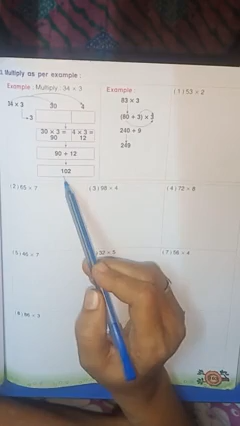 Multiply as per example :
Example : Multiply : 34 × 3
34 × 3
30
4
× 3
30 × 3 =
90
4 × 3 =
12
90 + 12
102
Example :
83 × 3
(80 + 3) × 3
240 + 9
249
(1) 53 × 2
(2) 65 × 7
(3) 98 × 4
(4) 72 × 8
(5) 46 × 7
(7) 56 × 4